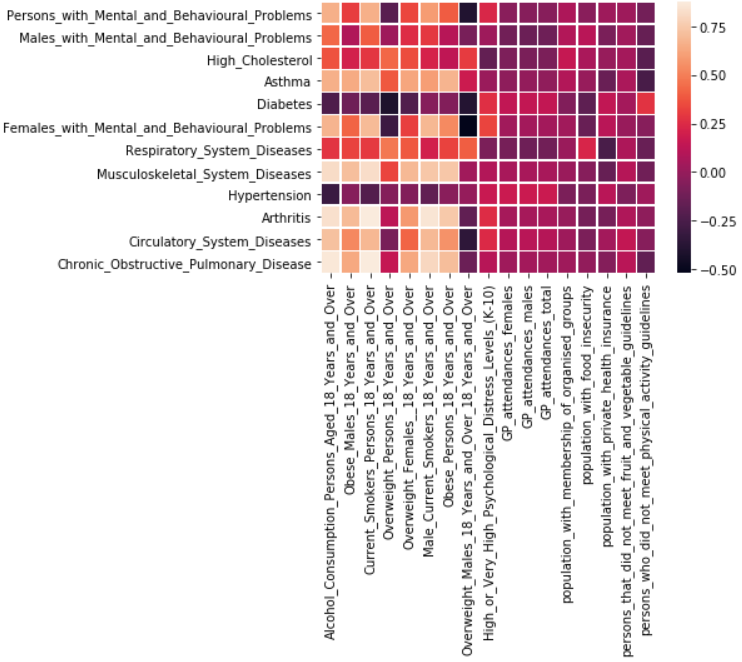 Persons_with_Mental_and_Behavioural_Problems
Males_with_Mental_and_Behavioural_Problems
High_Cholesterol
Asthma
Diabetes
Females_with_Mental_and_Behavioural_Problems
Respiratory_System_Diseases
Musculoskeletal_System_Diseases
Hypertension
Arthritis
Circulatory_System_Diseases
Chronic_Obstructive_Pulmonary_Disease
0.75
0.50
0.25
0.00
−0.25
−0.50
Alcohol_Consumption_Persons_Aged_18_Years_and_Over
Obese_Males_18_Years_and_Over
Current_Smokers_Persons_18_Years_and_Over
Overweight_Persons_18_Years_and_Over
Overweight_Females__18_Years_and_Over
Male_Current_Smokers_18_Years_and_Over
Obese_Persons_18_Years_and_Over
Overweight_Males_18_Years_and_Over_18_Years_and_Over
High_or_Very_High_Psychological_Distress_Levels_(K-10)
GP_attendances_females
GP_attendances_males
GP_attendances_total
population_with_membership_of_organised_groups
population_with_food_insecurity
population_with_private_health_insurance
persons_that_did_not_meet_fruit_and_vegetable_guidelines
persons_who_did_not_meet_physical_activity_guidelines